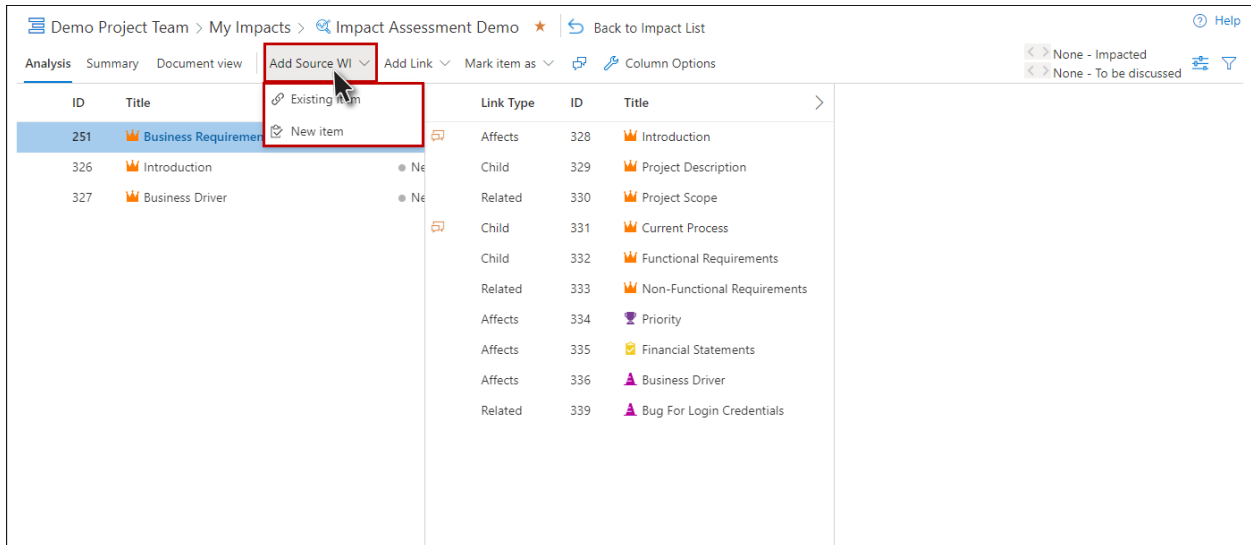 Demo Project Team > My Impacts > Impact Assessment Demo Back to Impact List Help
Analysis Summary Document view Add Source WI Add Link Mark item as Column Options
None - Impacted
None - To be discussed
Existing item
New item
ID Title
251 Business Requiremen
326 Introduction Ne
327 Business Driver Ne
Link Type ID Title
Affects 328 Introduction
Child 329 Project Description
Related 330 Project Scope
Child 331 Current Process
Child 332 Functional Requirements
Related 333 Non-Functional Requirements
Affects 334 Priority
Affects 335 Financial Statements
Affects 336 Business Driver
Related 339 Bug For Login Credentials